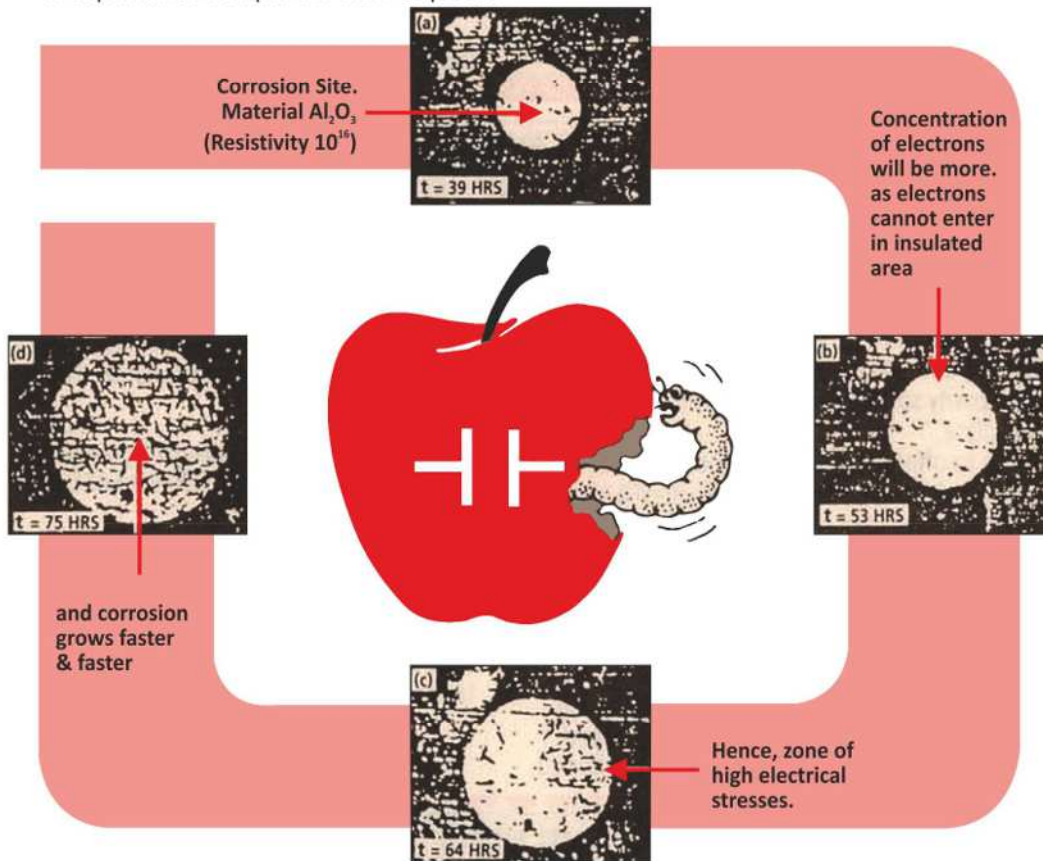 (a)
Corrosion Site.
Material Al₂O₃
(Resistivity 10¹⁶)
t = 39 HRS
Concentration
of electrons
will be more.
as electrons
cannot enter
in insulated
area
(b)
t = 53 HRS
(c)
Hence, zone of
high electrical
stresses.
t = 64 HRS
(d)
t = 75 HRS
and corrosion
grows faster
& faster